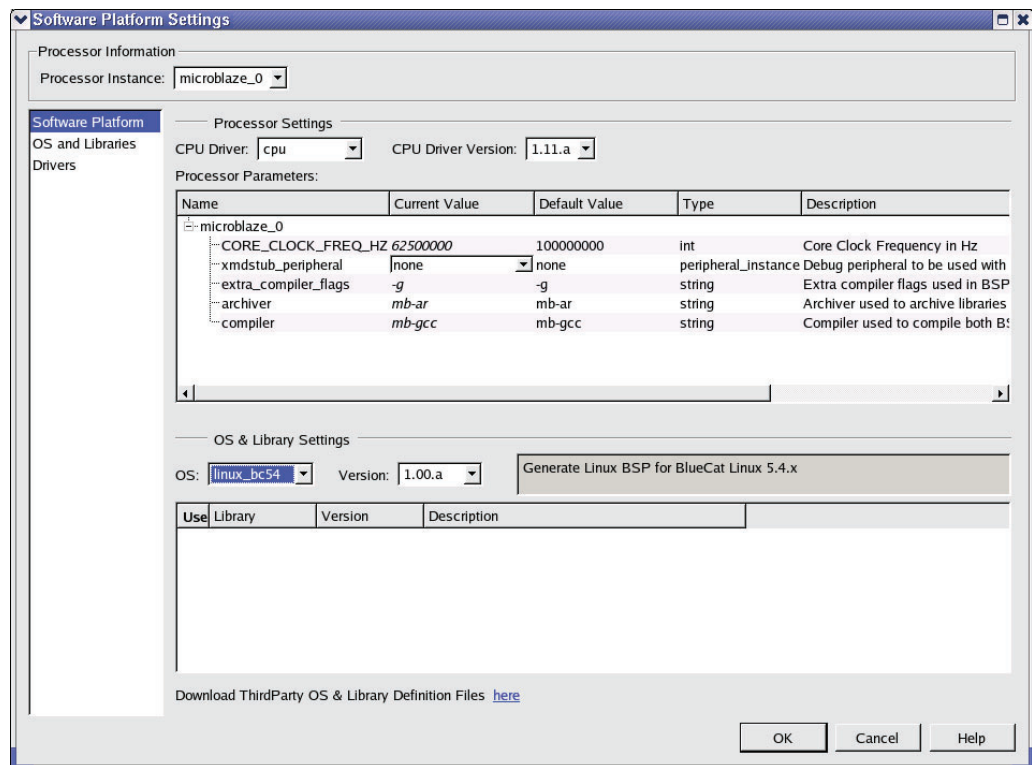 Software Platform Settings
Processor Information
Processor Instance: microblaze_0
Software Platform
OS and Libraries
Drivers
Processor Settings
CPU Driver: cpu CPU Driver Version: 1.11.a
Processor Parameters:
Name Current Value Default Value Type Description
microblaze_0
CORE_CLOCK_FREQ_HZ 62500000 100000000 int Core Clock Frequency in Hz
xmdstub_peripheral none none peripheral_instance Debug peripheral to be used with
extra_compiler_flags -g -g string Extra compiler flags used in BSP
archiver mb-ar mb-ar string Archiver used to archive libraries
compiler mb-gcc mb-gcc string Compiler used to compile both
OS & Library Settings
OS: linux_bc54 Version: 1.00.a Generate Linux BSP for BlueCat Linux 5.4.x
Use Library Version Description
Download ThirdParty OS & Library Definition Files here
OK Cancel Help